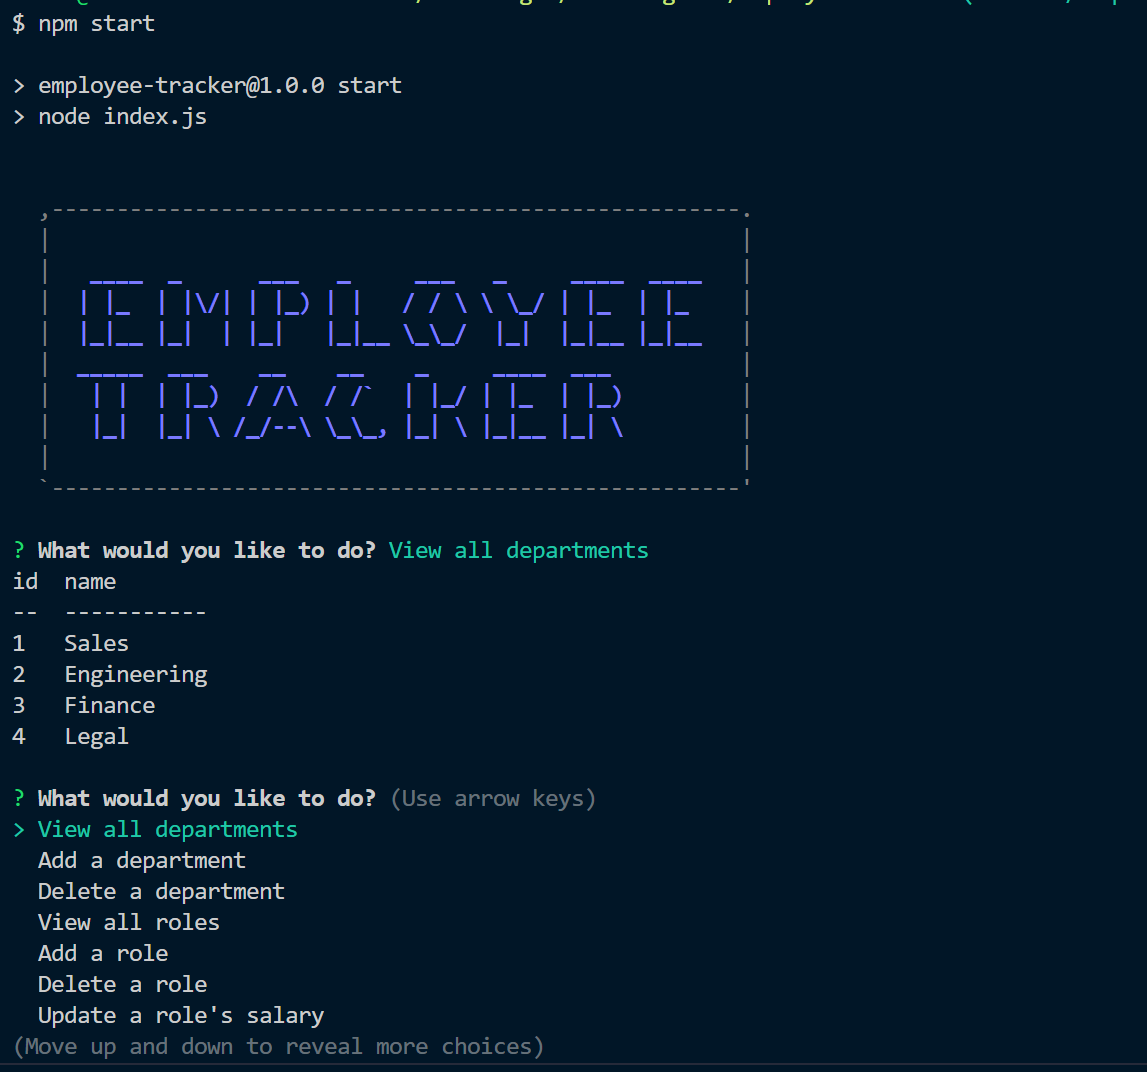 $ npm start
> employee-tracker@1.0.0 start
> node index.js
EMPLOYEE
TRACKER
? What would you like to do? View all departments
id  name
--  -----------
1   Sales
2   Engineering
3   Finance
4   Legal
? What would you like to do? (Use arrow keys)
> View all departments
  Add a department
  Delete a department
  View all roles
  Add a role
  Delete a role
  Update a role's salary
(Move up and down to reveal more choices)